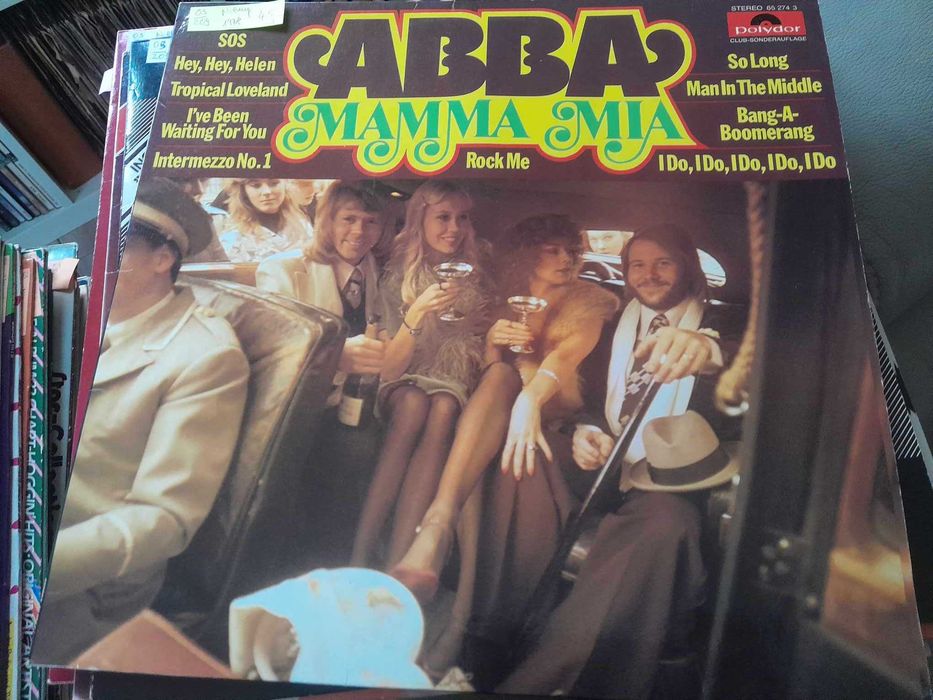 STEREO 65 274 3
polydor
CLUB-SONDERAUFLAGE
ABBA
MAMMA MIA
SOS
Hey, Hey, Helen
Tropical Loveland
I've Been
Waiting For You
Intermezzo No. 1
Rock Me
So Long
Man In The Middle
Bang-A-
Boomerang
I Do, I Do, I Do, I Do, I Do